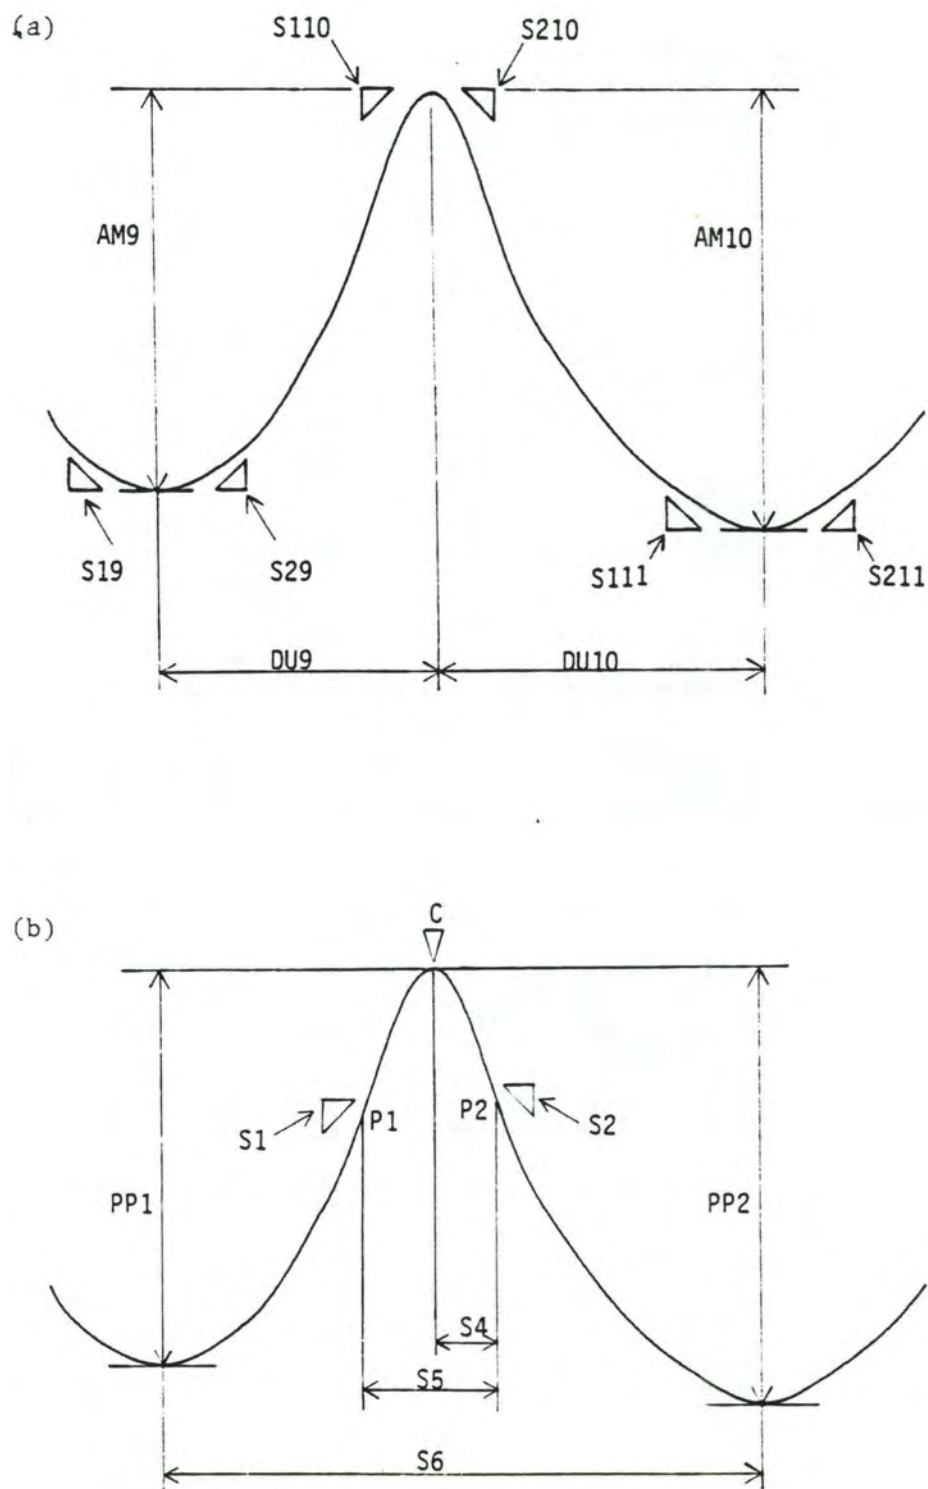 (a)
S110 S210
AM9 AM10
S19 S29 S111 S211
DU9 DU10
(b)
C
S1 P1 P2 S2
PP1 PP2
S4
S5
S6